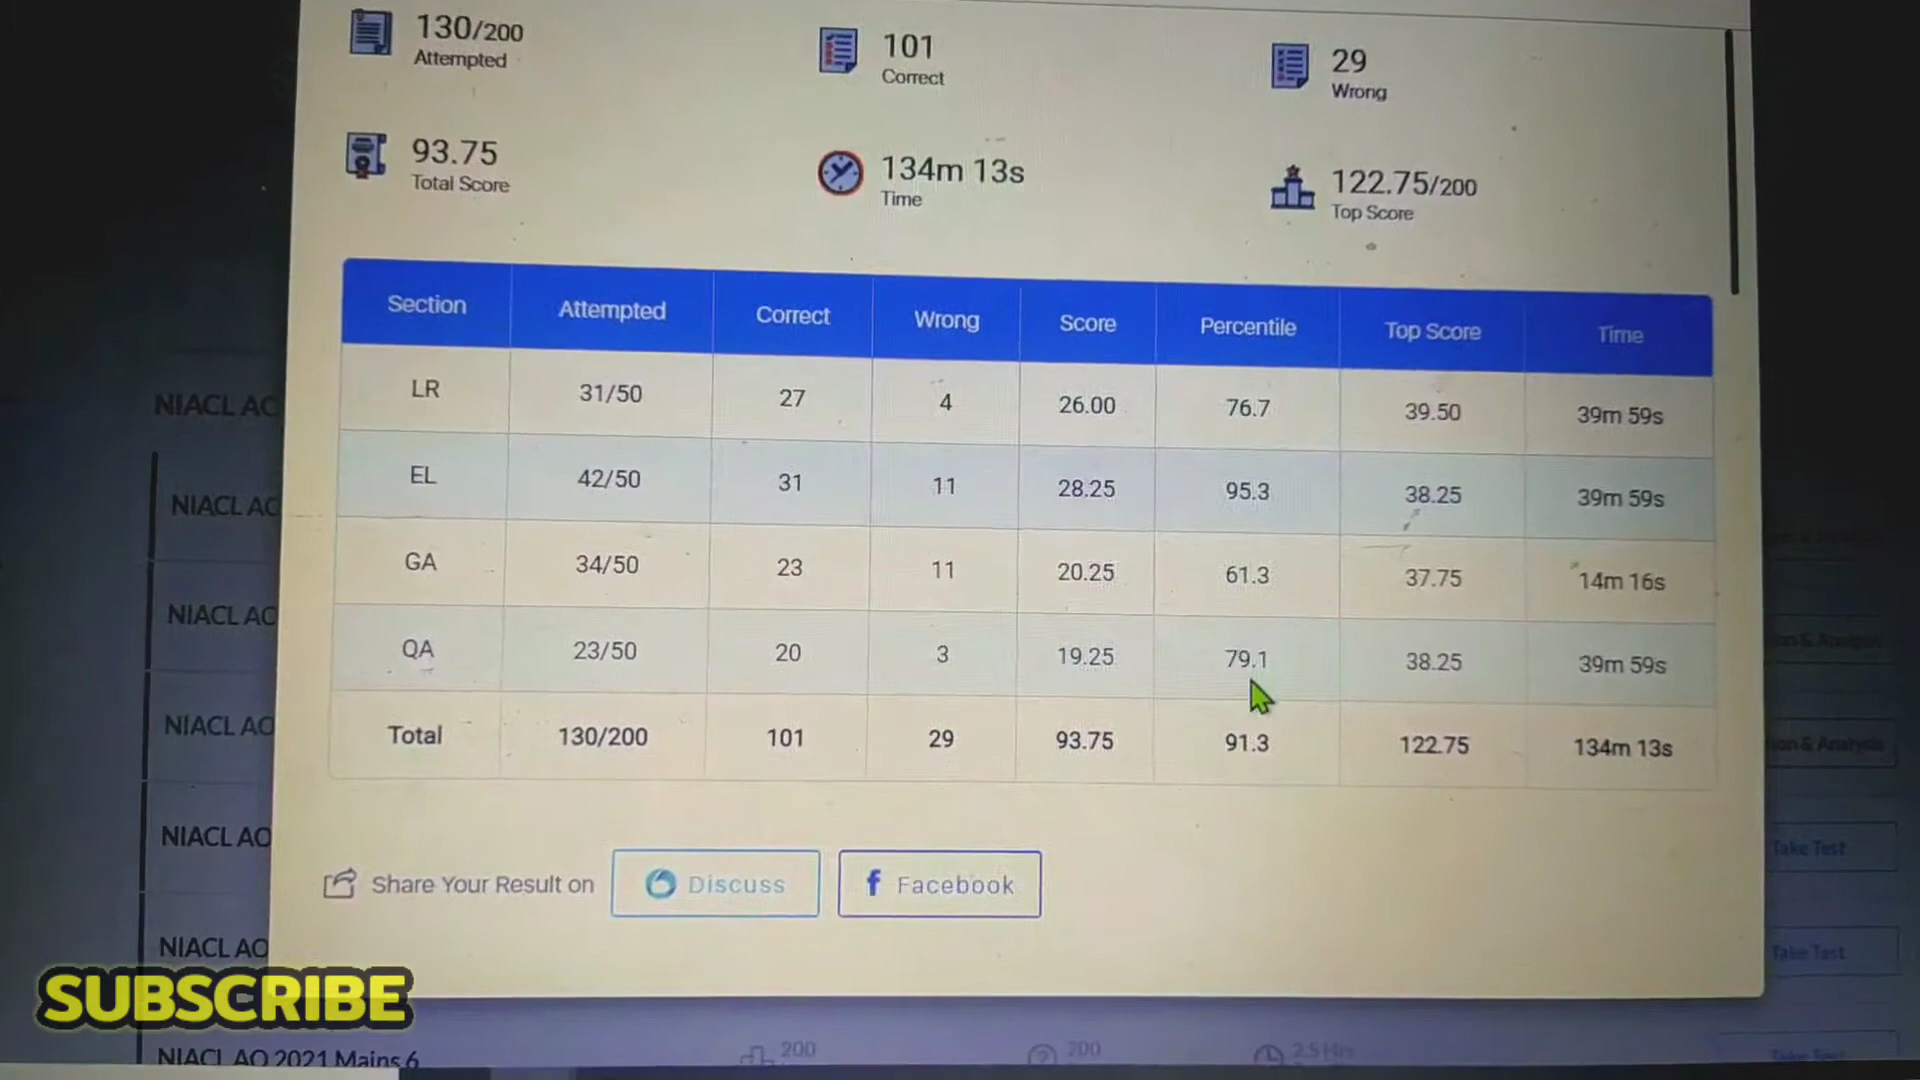 130/200
Attempted
101
Correct
29
Wrong
93.75
Total Score
134m 13s
Time
122.75/200
Top Score
Section Attempted Correct Wrong Score Percentile Top Score Time
LR 31/50 27 4 26.00 76.7 39.50 39m 59s
EL 42/50 31 11 28.25 95.3 38.25 39m 59s
GA 34/50 23 11 20.25 61.3 37.75 14m 16s
QA 23/50 20 3 19.25 79.1 38.25 39m 59s
Total 130/200 101 29 93.75 91.3 122.75 134m 13s
Share Your Result on Discuss f Facebook
NIACL AO
NIACL AO
NIACL AO
NIACL AO
NIACL AO
NIACL AO
& Analysis
& Analysis
Take Test
Take Test
SUBSCRIBE
NIACL AO 2021 Mains 6 200 200 2.5 Hrs
Take Test